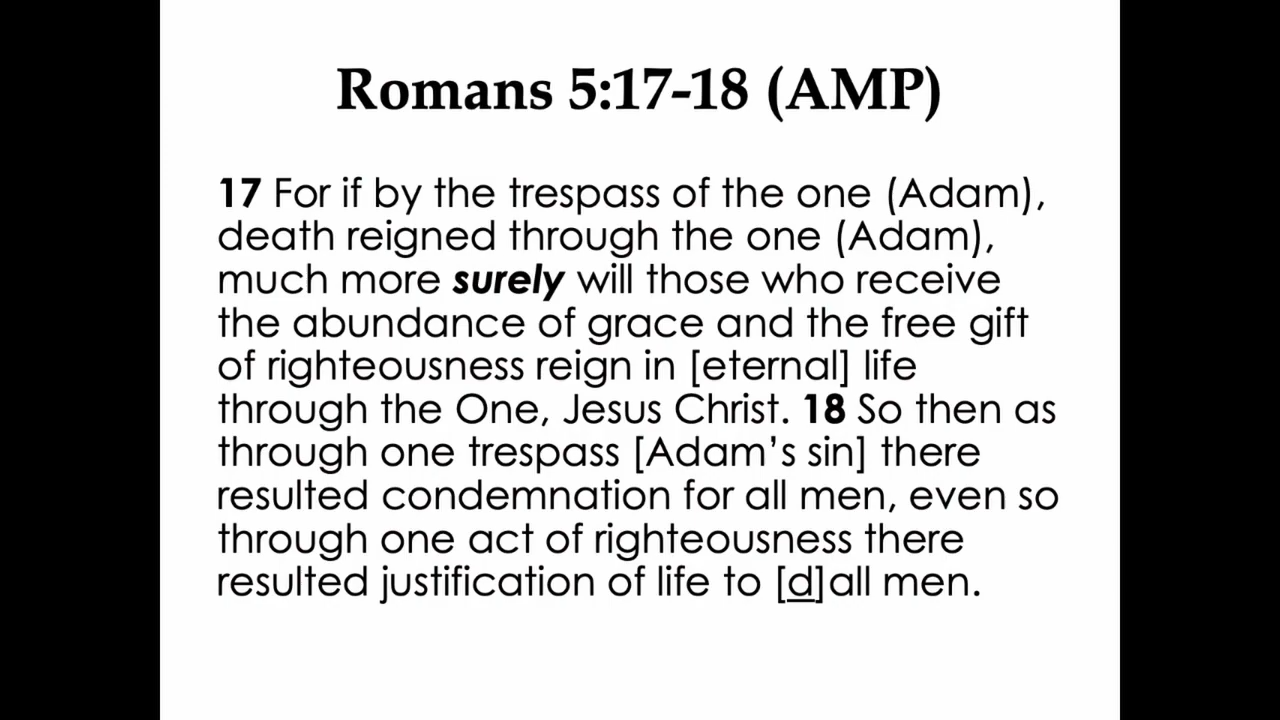 Romans 5:17-18 (AMP)
17 For if by the trespass of the one (Adam),
death reigned through the one (Adam),
much more surely will those who receive
the abundance of grace and the free gift
of righteousness reign in [eternal] life
through the One, Jesus Christ. 18 So then as
through one trespass [Adam’s sin] there
resulted condemnation for all men, even so
through one act of righteousness there
resulted justification of life to [d]all men.